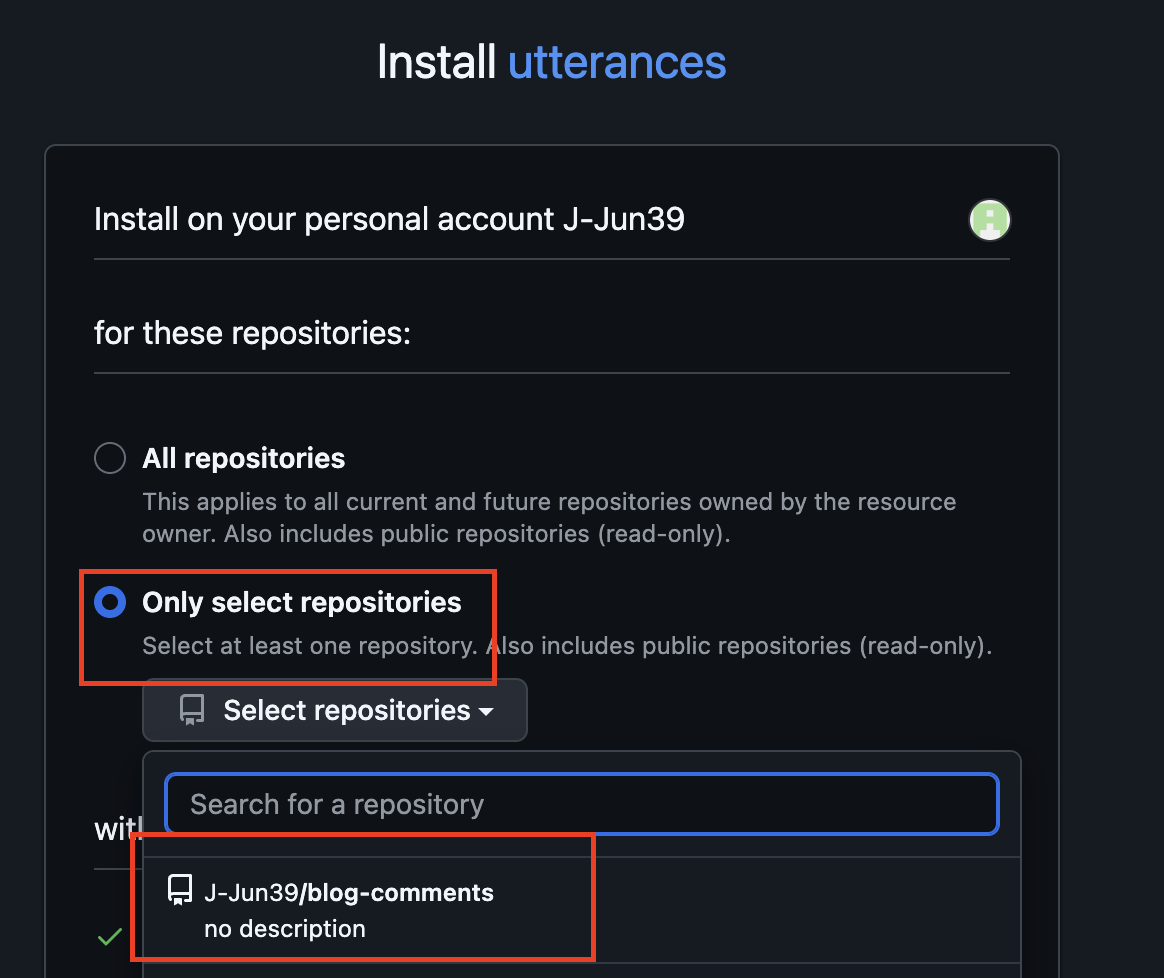 Install utterances
Install on your personal account J-Jun39
for these repositories:
All repositories
This applies to all current and future repositories owned by the resource
owner. Also includes public repositories (read-only).
Only select repositories
Select at least one repository. Also includes public repositories (read-only).
Select repositories
Search for a repository
J-Jun39/blog-comments
no description